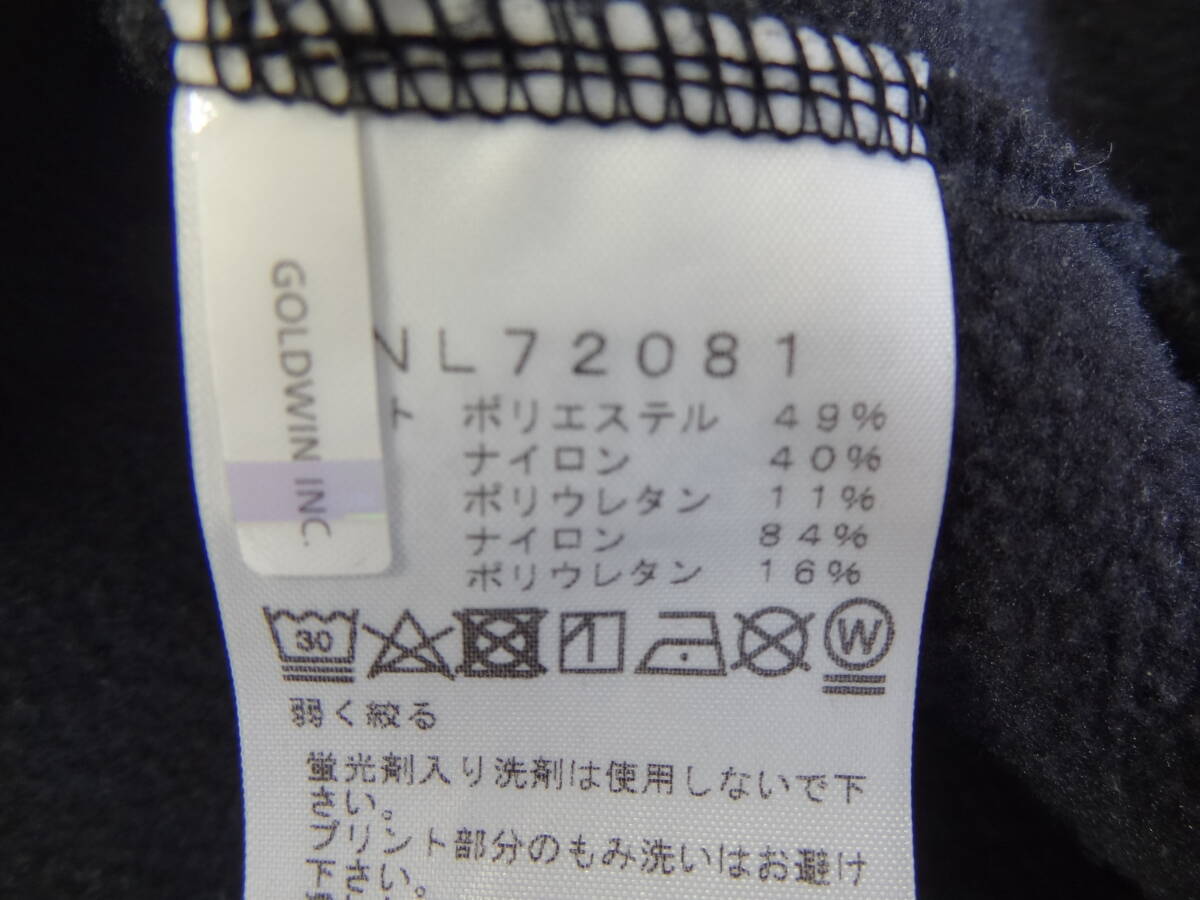 GOLDWIN INC.
NL72081
ト ポリエステル 49%
ナイロン 40%
ポリウレタン 11%
ナイロン 84%
ポリウレタン 16%
30
W
弱く絞る
蛍光剤入り洗剤は使用しないで下
さい。
プリント部分のもみ洗いはお避け
下さい。